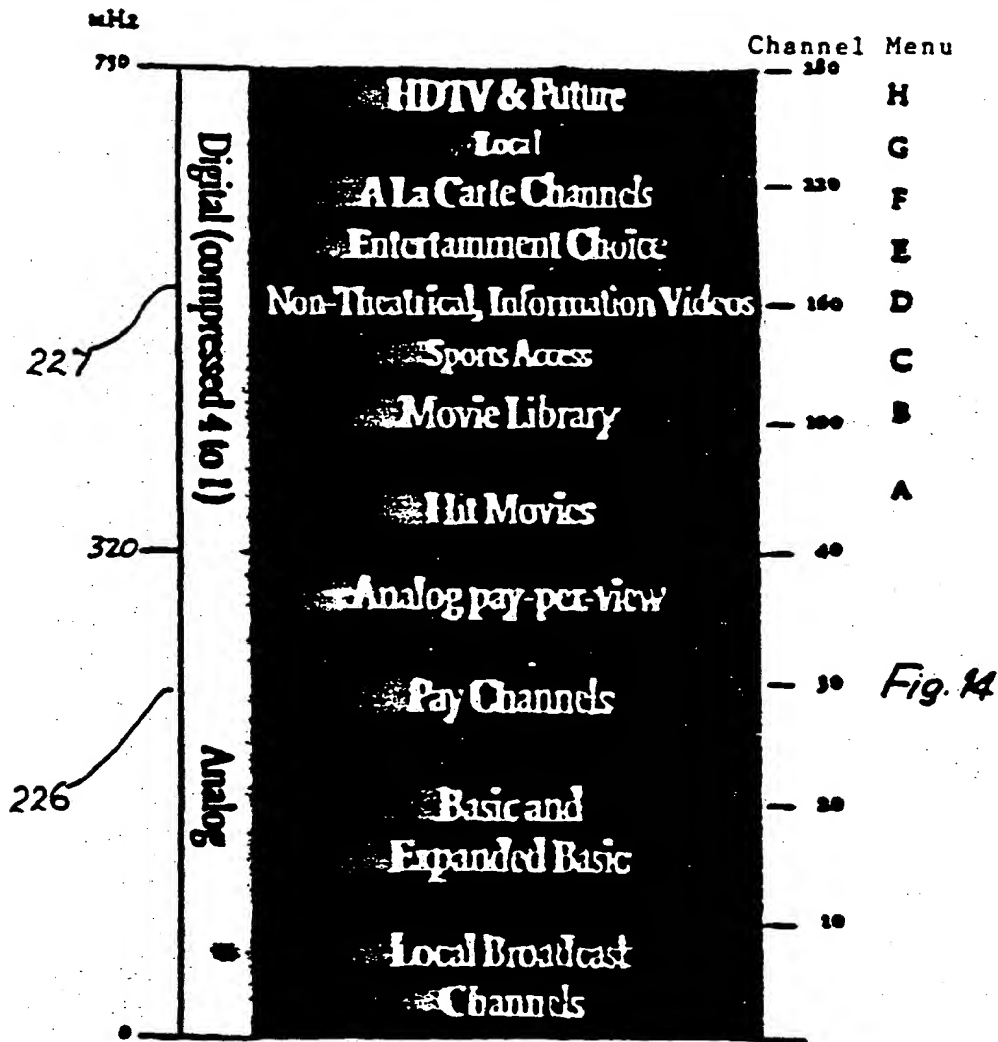 mHz
Channel Menu
750
280
HDTV & Future
H
Local
G
A La Carte Channels
220
F
Entertainment Choice
E
Non-Theatrical, Information Videos
160
D
Digital (compressed 4 to 1)
227
Sports Access
C
Movie Library
100
B
Hit Movies
A
320
40
Analog pay-per-view
Pay Channels
30
Fig. 14
226
Analog
Basic and
20
Expanded Basic
10
Local Broadcast
Channels
0